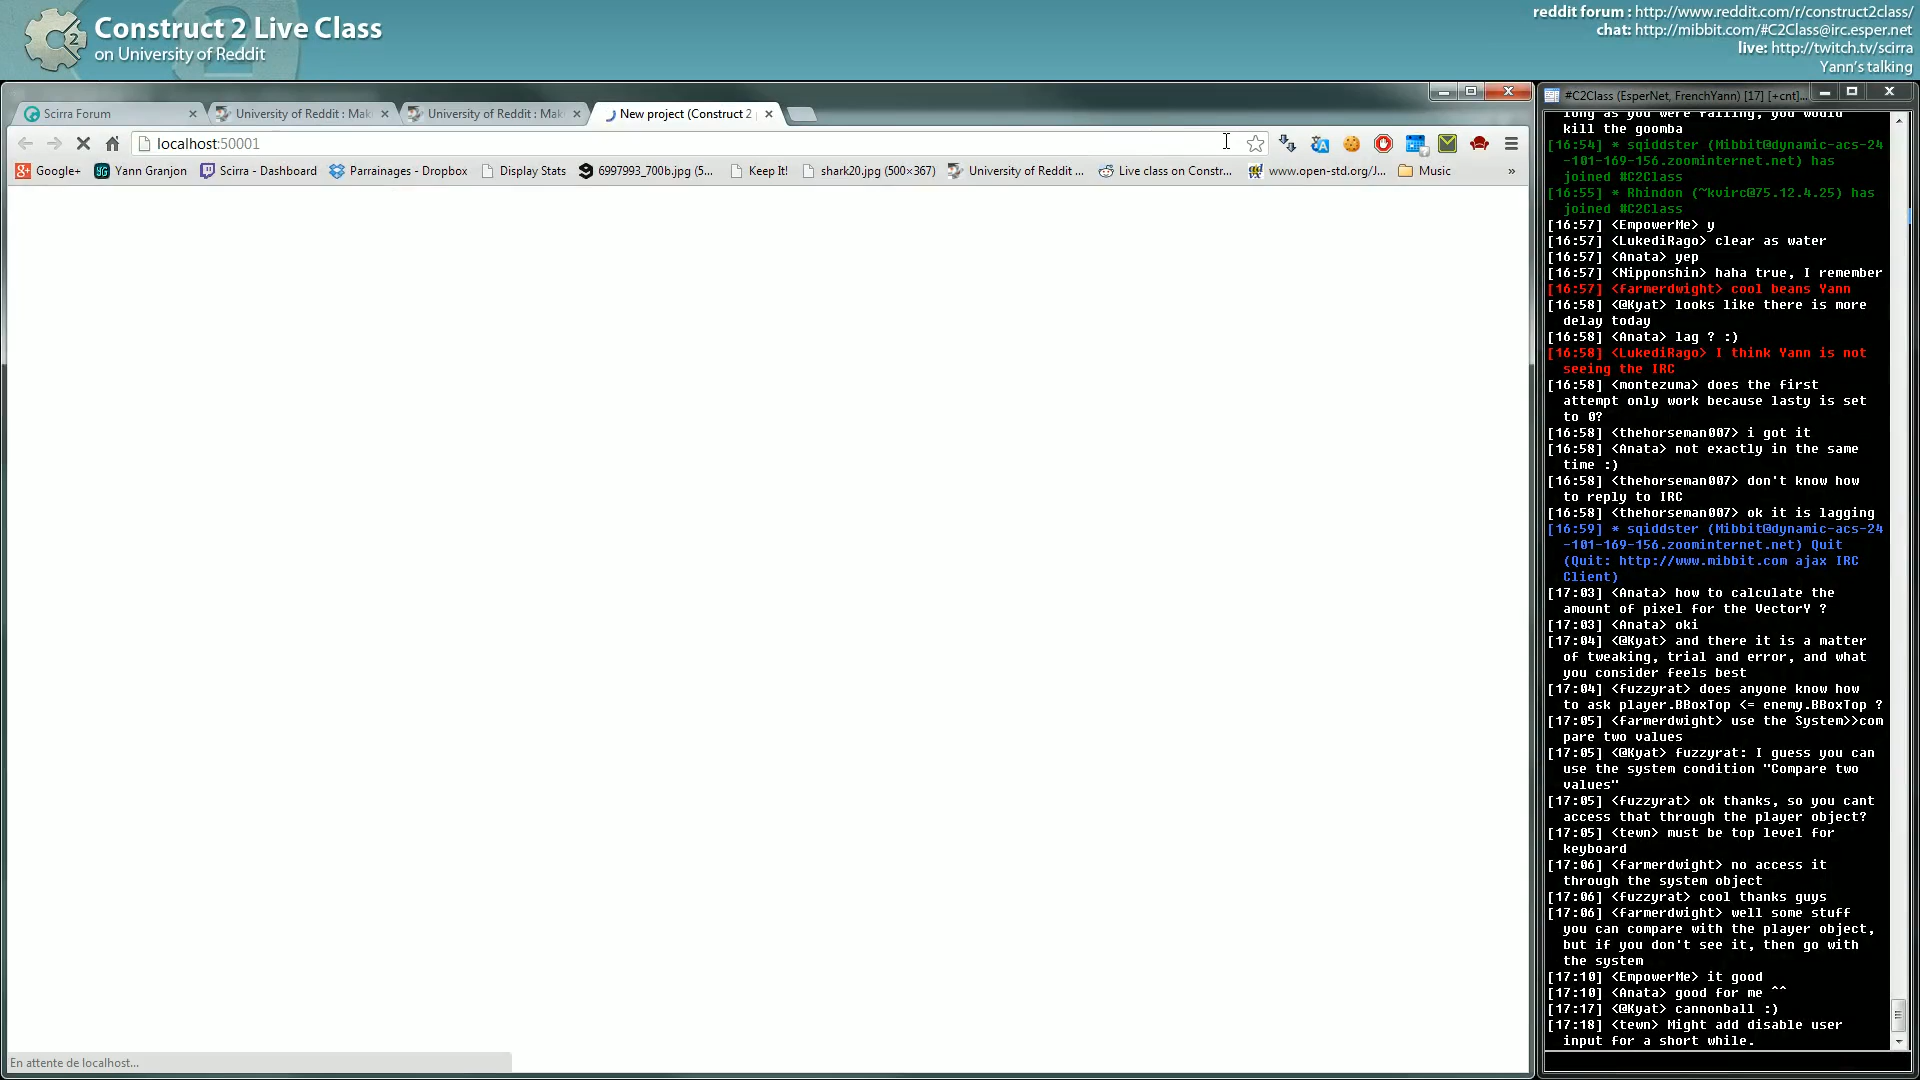 Construct 2 Live Class
on University of Reddit
reddit forum : http://www.reddit.com/r/construct2class/
chat: http://mibbit.com/#C2Class@irc.esper.net
live: http://twitch.tv/scirra
Yann's talking
Scirra Forum
University of Reddit : Mak
University of Reddit : Mak
New project (Construct 2
localhost:50001
Google+
Yann Granjon
Scirra - Dashboard
Parrainages - Dropbox
Display Stats
6997993_700b.jpg (5...
Keep It!
shark20.jpg (500×367)
University of Reddit ...
Live class on Constr...
www.open-std.org/J...
Music
»
En attente de localhost...
#C2Class (EsperNet, FrenchYann) [17] [+cnt]...
long as you were falling, you would
kill the goomba
[16:54] * sqiddster (Mibbit@dynamic-acs-24
-101-169-156.zoominternet.net) has
joined #C2Class
[16:55] * Rhindon (~kvirc@75.12.4.25) has
joined #C2Class
[16:57] <EmpowerMe> y
[16:57] <LukediRago> clear as water
[16:57] <Anata> yep
[16:57] <Nipponshin> haha true, I remember
[16:57] <farmerdwight> cool beans Yann
[16:58] <@Kyat> looks like there is more
delay today
[16:58] <Anata> lag ? :)
[16:58] <LukediRago> I think Yann is not
seeing the IRC
[16:58] <montezuma> does the first
attempt only work because lasty is set
to 0?
[16:58] <thehorseman007> i got it
[16:58] <Anata> not exactly in the same
time :)
[16:58] <thehorseman007> don't know how
to reply to IRC
[16:58] <thehorseman007> ok it is lagging
[16:59] * sqiddster (Mibbit@dynamic-acs-24
-101-169-156.zoominternet.net) Quit
(Quit: http://www.mibbit.com ajax IRC
Client)
[17:03] <Anata> how to calculate the
amount of pixel for the VectorY ?
[17:03] <Anata> oki
[17:04] <@Kyat> and there it is a matter
of tweaking, trial and error, and what
you consider feels best
[17:04] <fuzzyrat> does anyone know how
to ask player.BBoxTop <= enemy.BBoxTop ?
[17:05] <farmerdwight> use the System>>com
pare two values
[17:05] <@Kyat> fuzzyrat: I guess you can
use the system condition "Compare two
values"
[17:05] <fuzzyrat> ok thanks, so you cant
access that through the player object?
[17:05] <tewn> must be top level for
keyboard
[17:06] <farmerdwight> no access it
through the system object
[17:06] <fuzzyrat> cool thanks guys
[17:06] <farmerdwight> well some stuff
you can compare with the player object,
but if you don't see it, then go with
the system
[17:10] <EmpowerMe> it good
[17:10] <Anata> good for me ^^
[17:17] <@Kyat> cannonball :)
[17:18] <tewn> Might add disable user
input for a short while.